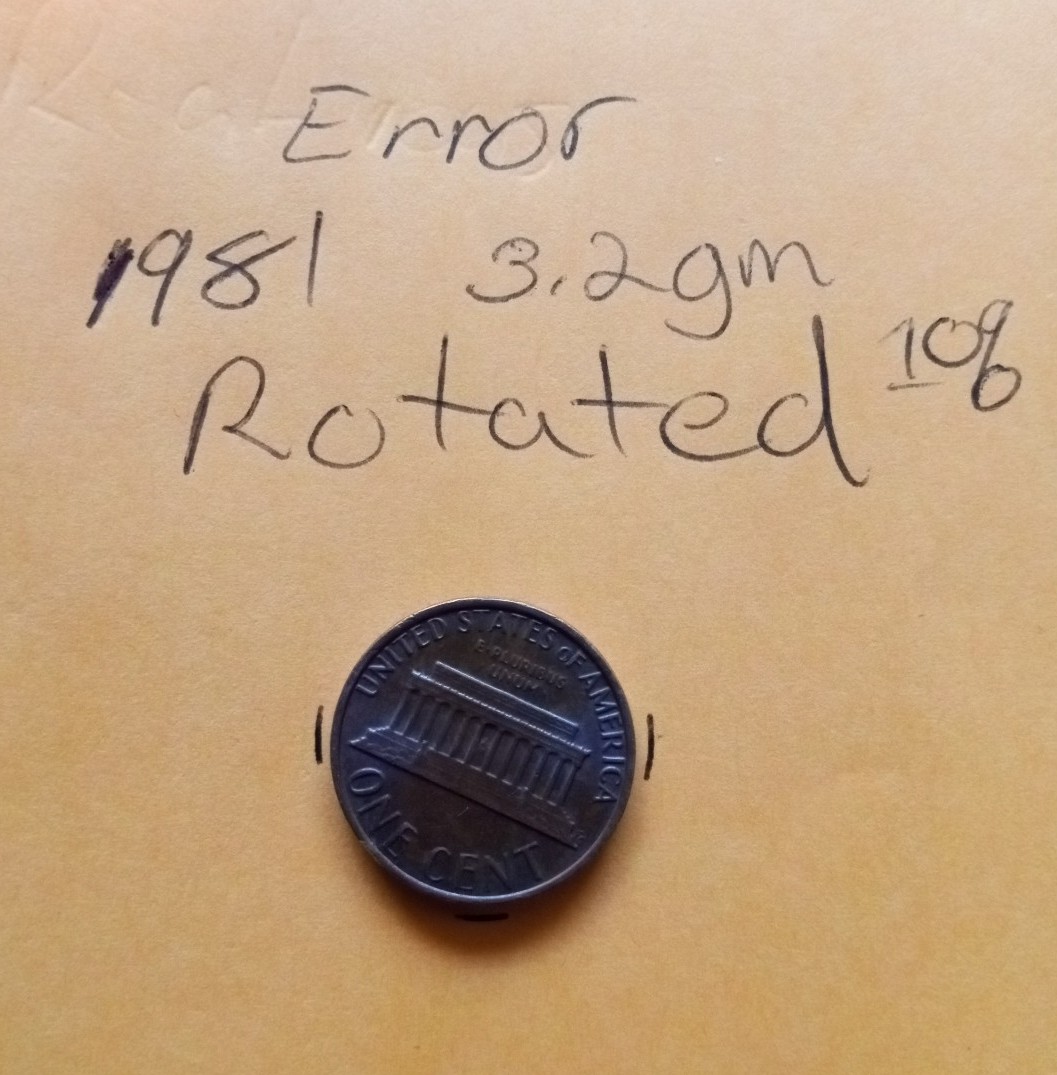 Error
1981 3.2gm
Rotated 10%
UNITED STATES OF AMERICA
E PLURIBUS
UNUM
ONE CENT